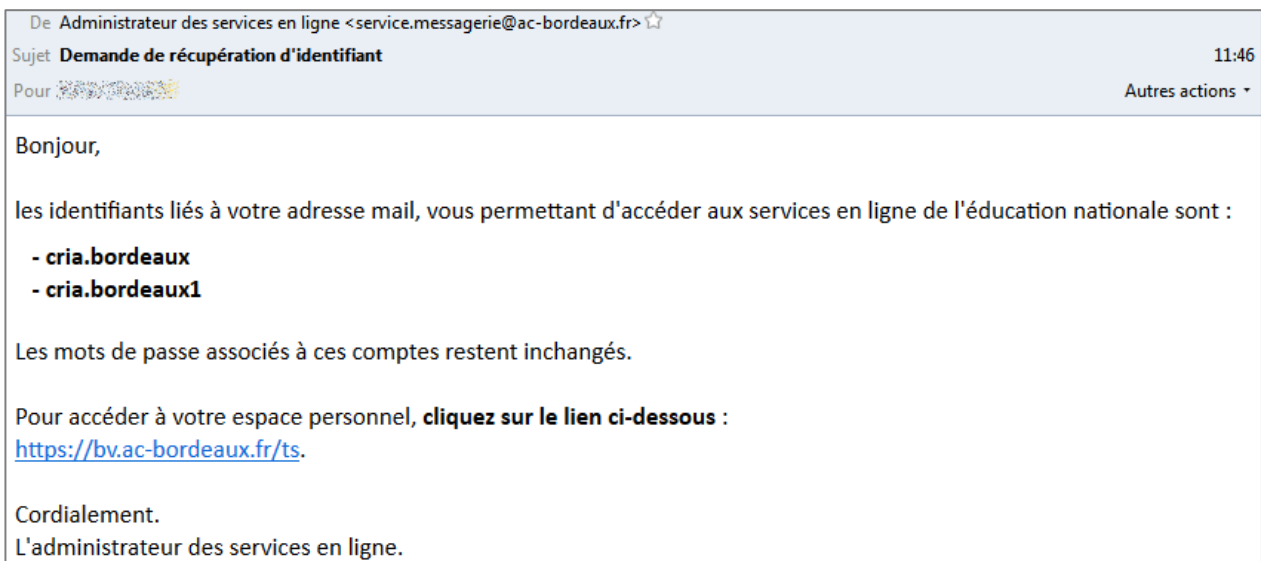 De Administrateur des services en ligne <service.messagerie@ac-bordeaux.fr>
Sujet Demande de récupération d'identifiant 11:46
Pour Autres actions
Bonjour,
les identifiants liés à votre adresse mail, vous permettant d'accéder aux services en ligne de l'éducation nationale sont :
- cria.bordeaux
- cria.bordeaux1
Les mots de passe associés à ces comptes restent inchangés.
Pour accéder à votre espace personnel, cliquez sur le lien ci-dessous :
https://bv.ac-bordeaux.fr/ts.
Cordialement.
L'administrateur des services en ligne.